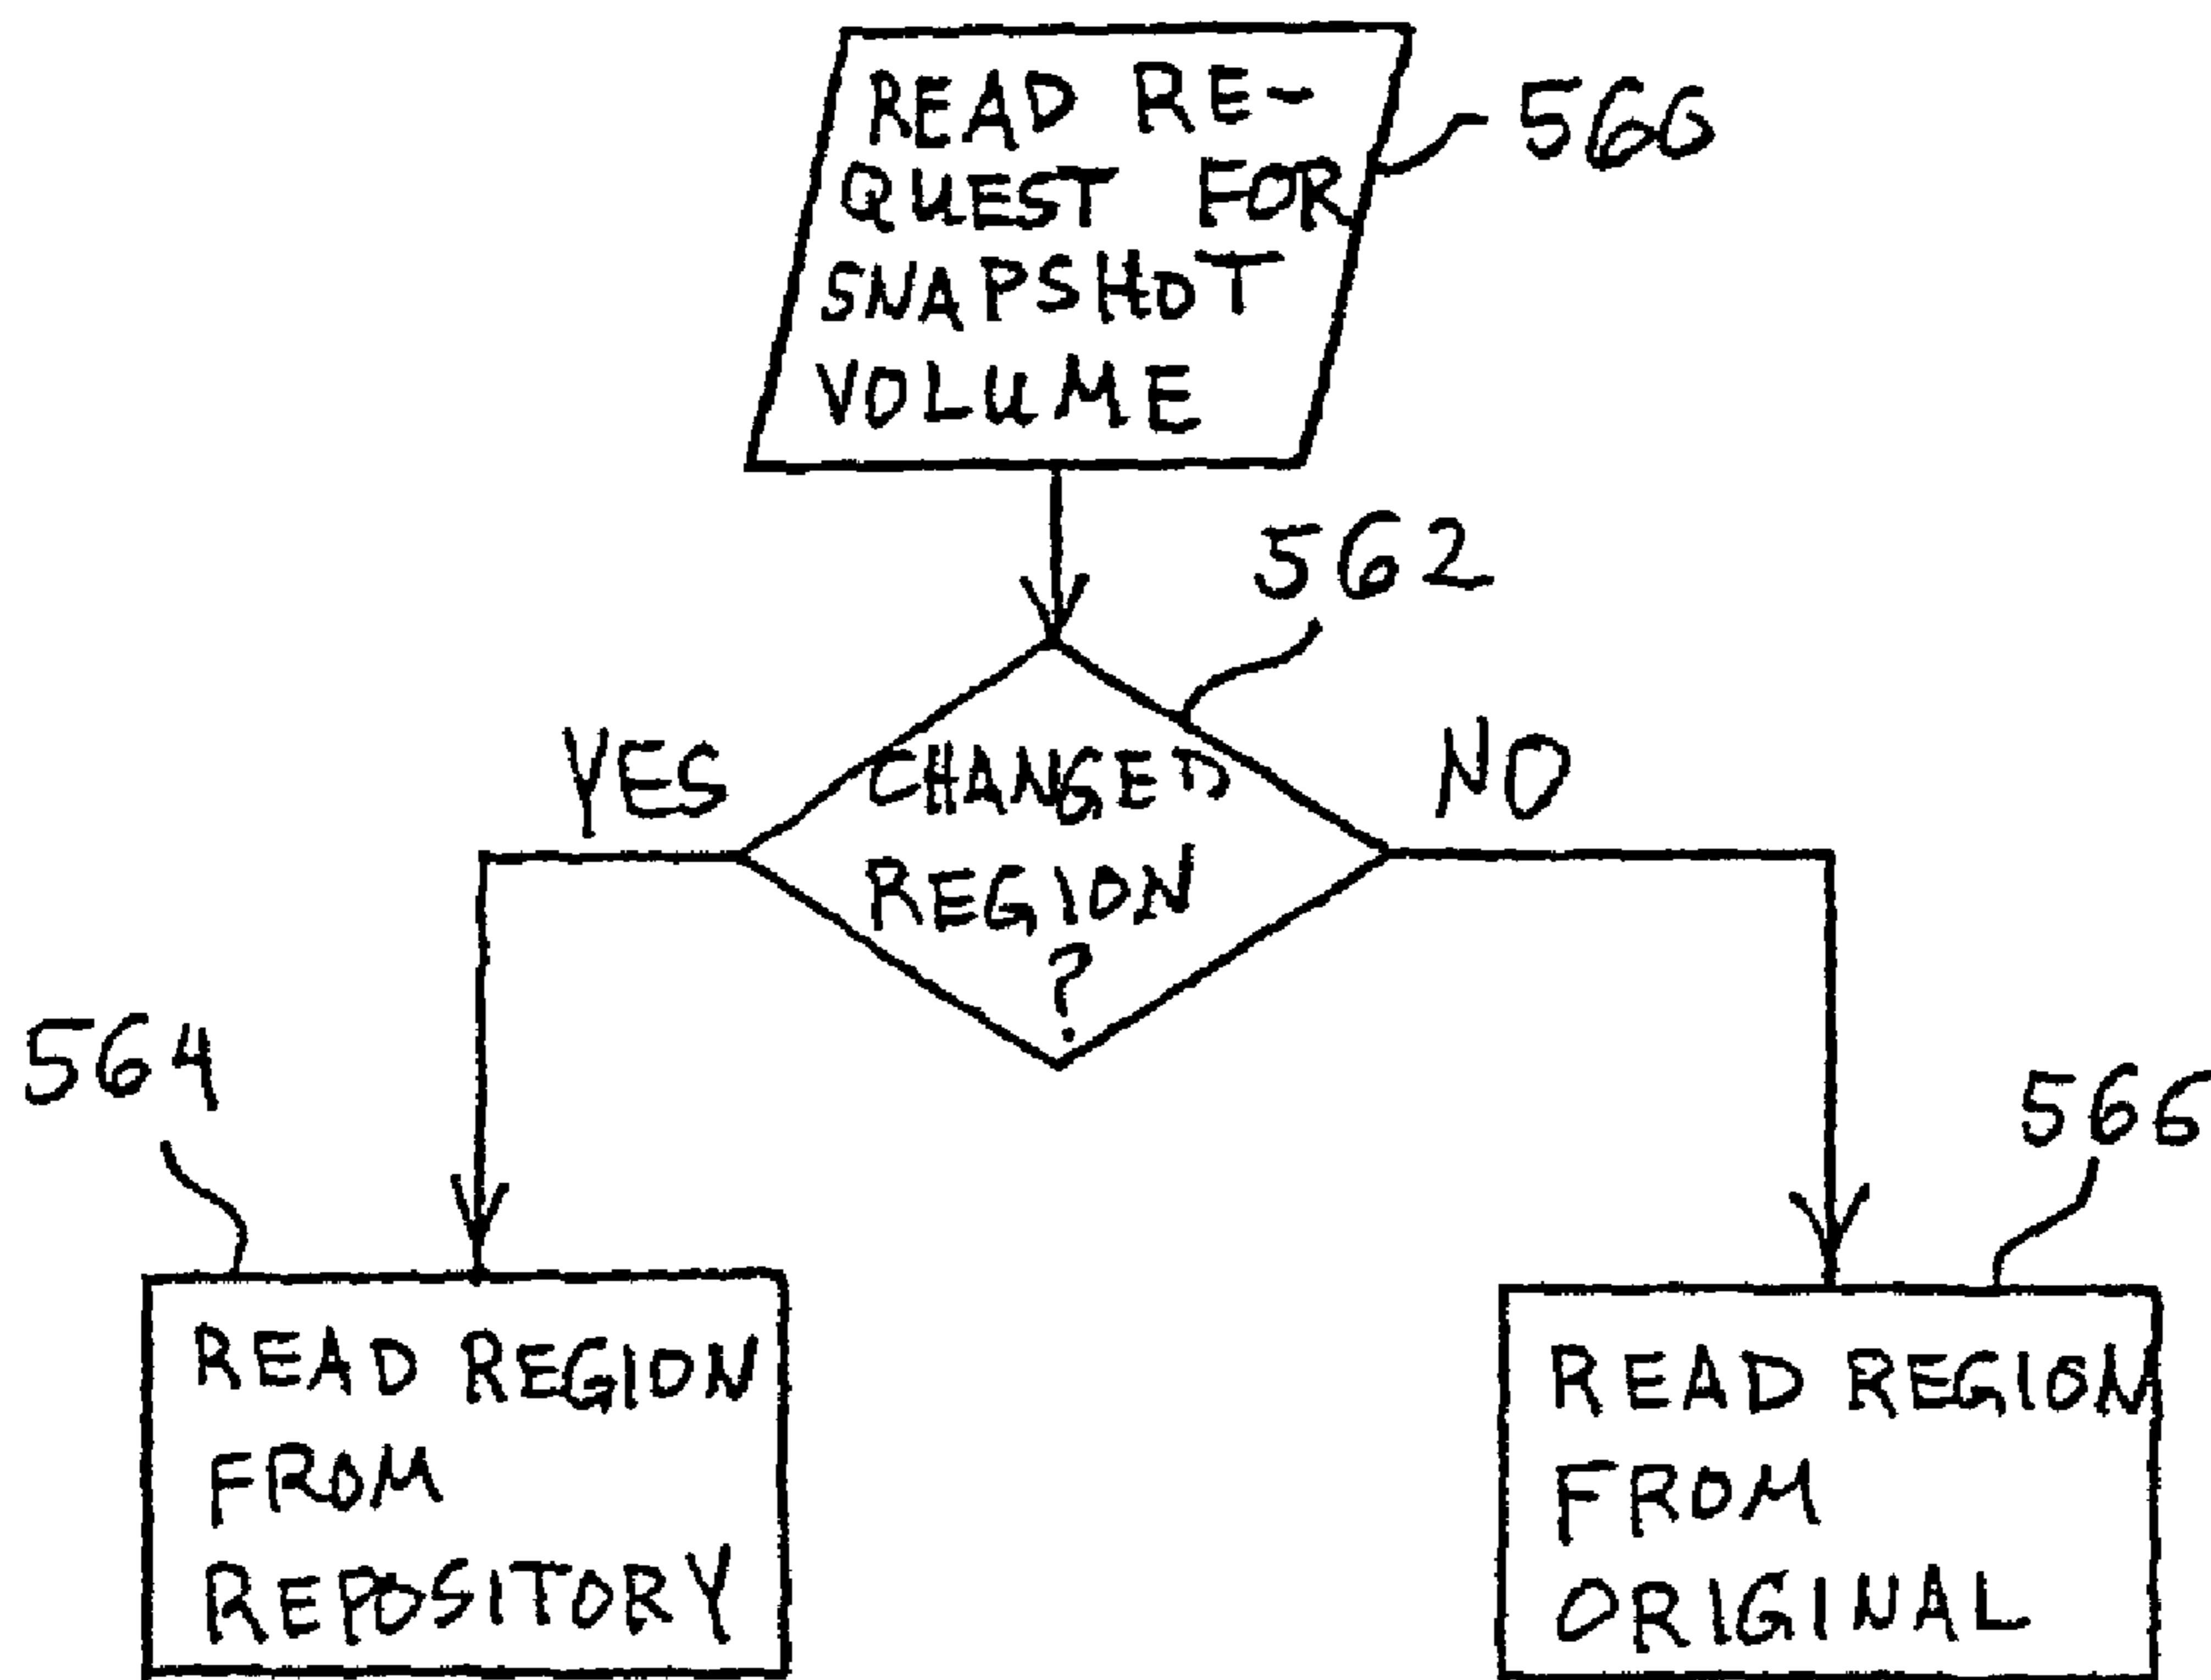 READ RE-
QUEST FOR
SNAPSHOT
VOLUME
566
562
YES
CHANGED
REGION
?
NO
564
566
READ REGION
FROM
REPOSITORY
READ REGION
FROM
ORIGINAL